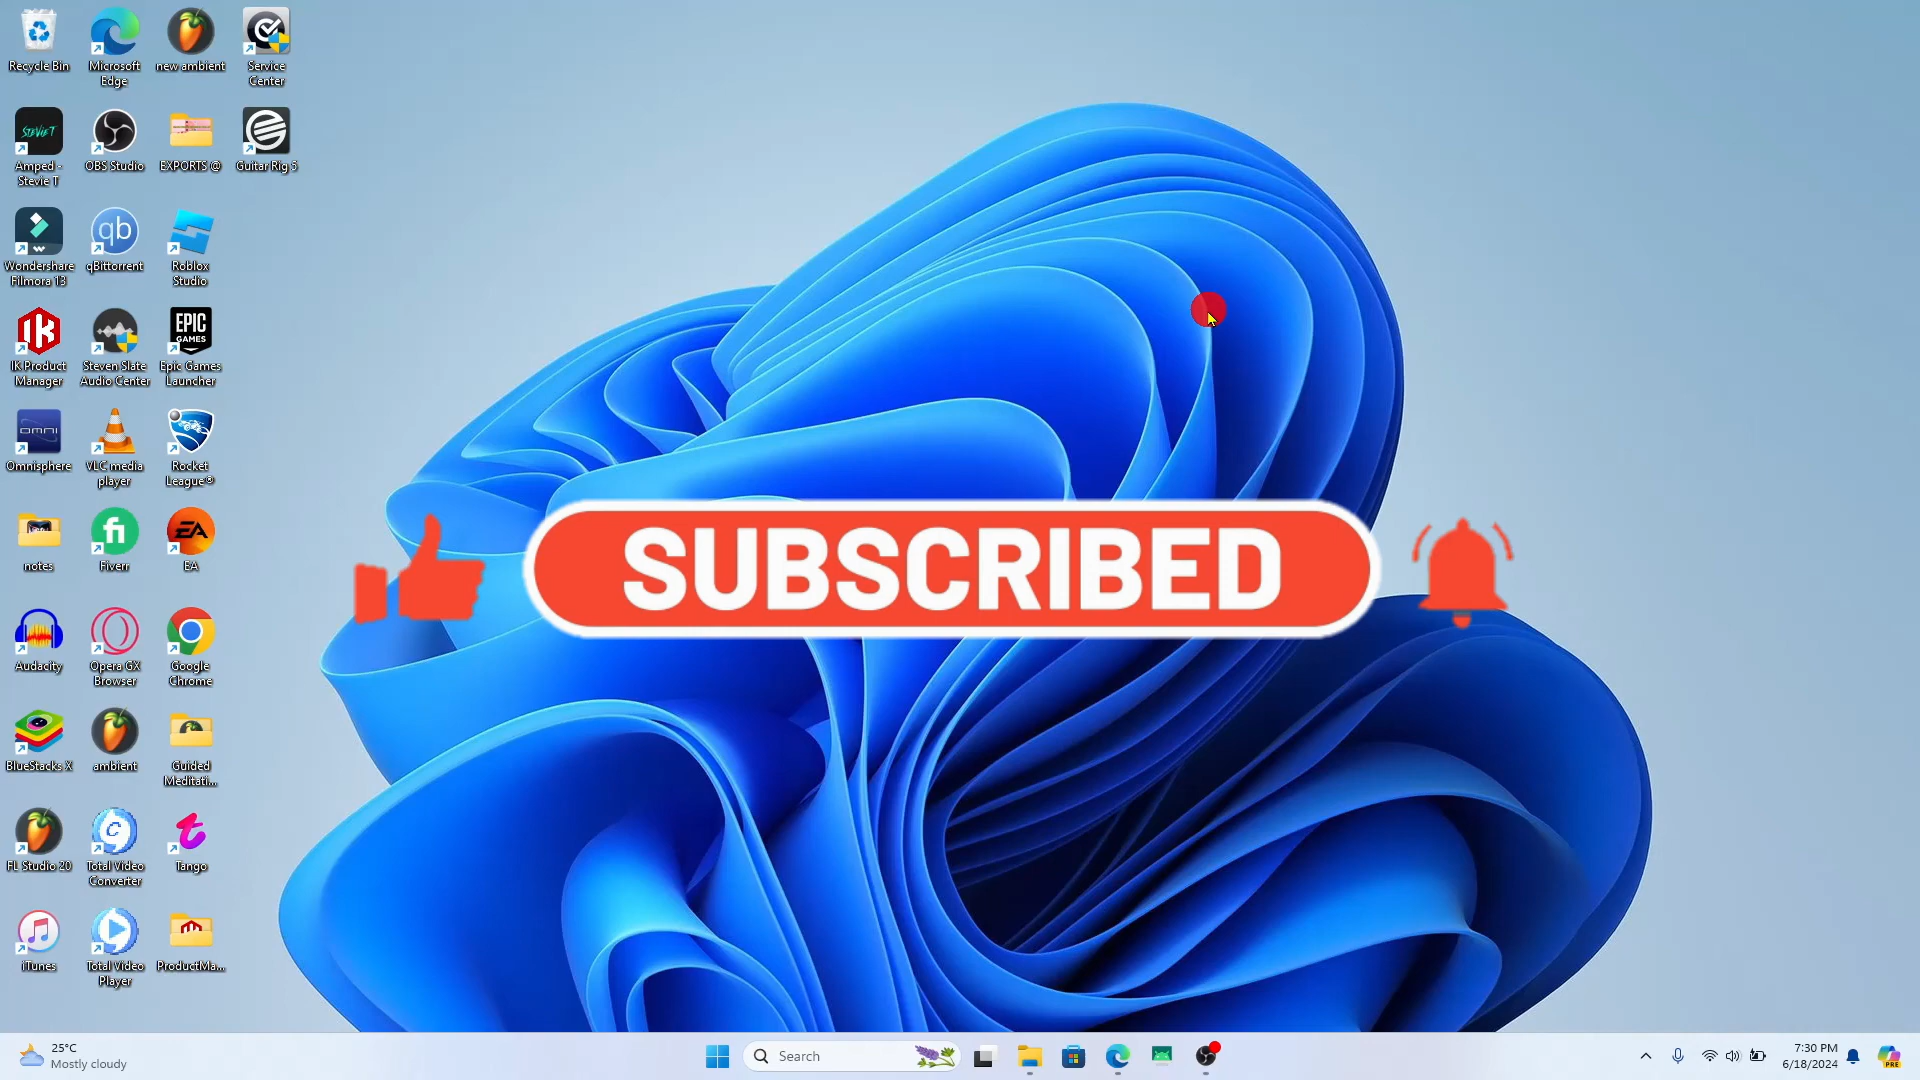 Recycle Bin
Microsoft
Edge
new ambient
Service
Center
STEVIE T
Amped -
Stevie T
OBS Studio
EXPORTS @
Guitar Rig 5
Wondershare
Filmora 13
qb
qBittorrent
Roblox
Studio
IK Product
Manager
Steven Slate
Audio Center
EPIC
GAMES
Epic Games
Launcher
OMNI
Omnisphere
VLC media
player
Rocket
League®
notes
fi
Fiverr
EA
EA
SUBSCRIBED
Audacity
Opera GX
Browser
Google
Chrome
BlueStacks X
ambient
Guided
Meditati...
FL Studio 20
C
Total Video
Converter
Tango
iTunes
Total Video
Player
ProductMa...
25°C
Mostly cloudy
Search
7:30 PM
6/18/2024
PRE